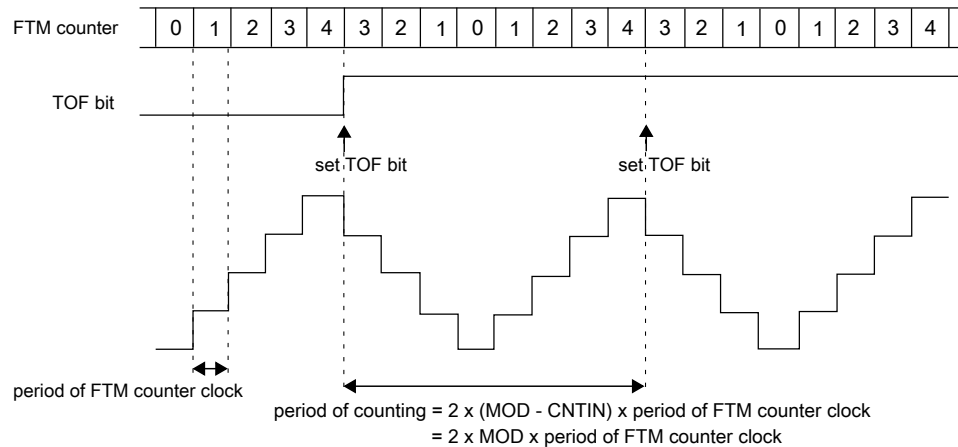 FTM counter 0 1 2 3 4 3 2 1 0 1 2 3 4 3 2 1 0 1 2 3 4
TOF bit
set TOF bit set TOF bit
period of FTM counter clock
period of counting = 2 x (MOD - CNTIN) x period of FTM counter clock
= 2 x MOD x period of FTM counter clock